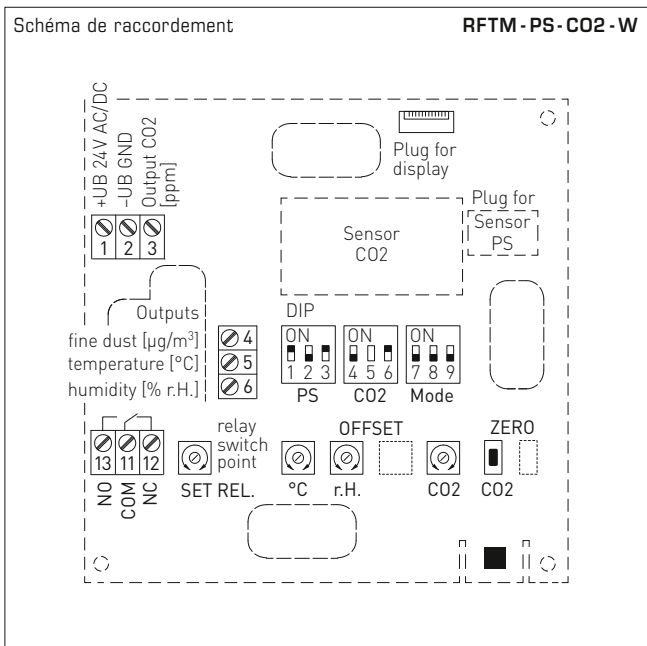 Schéma de raccordement RFTM-PS-CO2-W
+UB 24V AC/DC
-UB GND
Output CO2
[ppm]
1 2 3
Plug for
display
Plug for
Sensor
PS
Sensor
CO2
Outputs
fine dust [µg/m³] 4
temperature [°C] 5
humidity [% r.H.] 6
DIP
ON ON ON
1 2 3 4 5 6 7 8 9
PS CO2 Mode
relay
switch
point
OFFSET ZERO
13 11 12
NO COM NC
SET REL. °C r.H. CO2 CO2